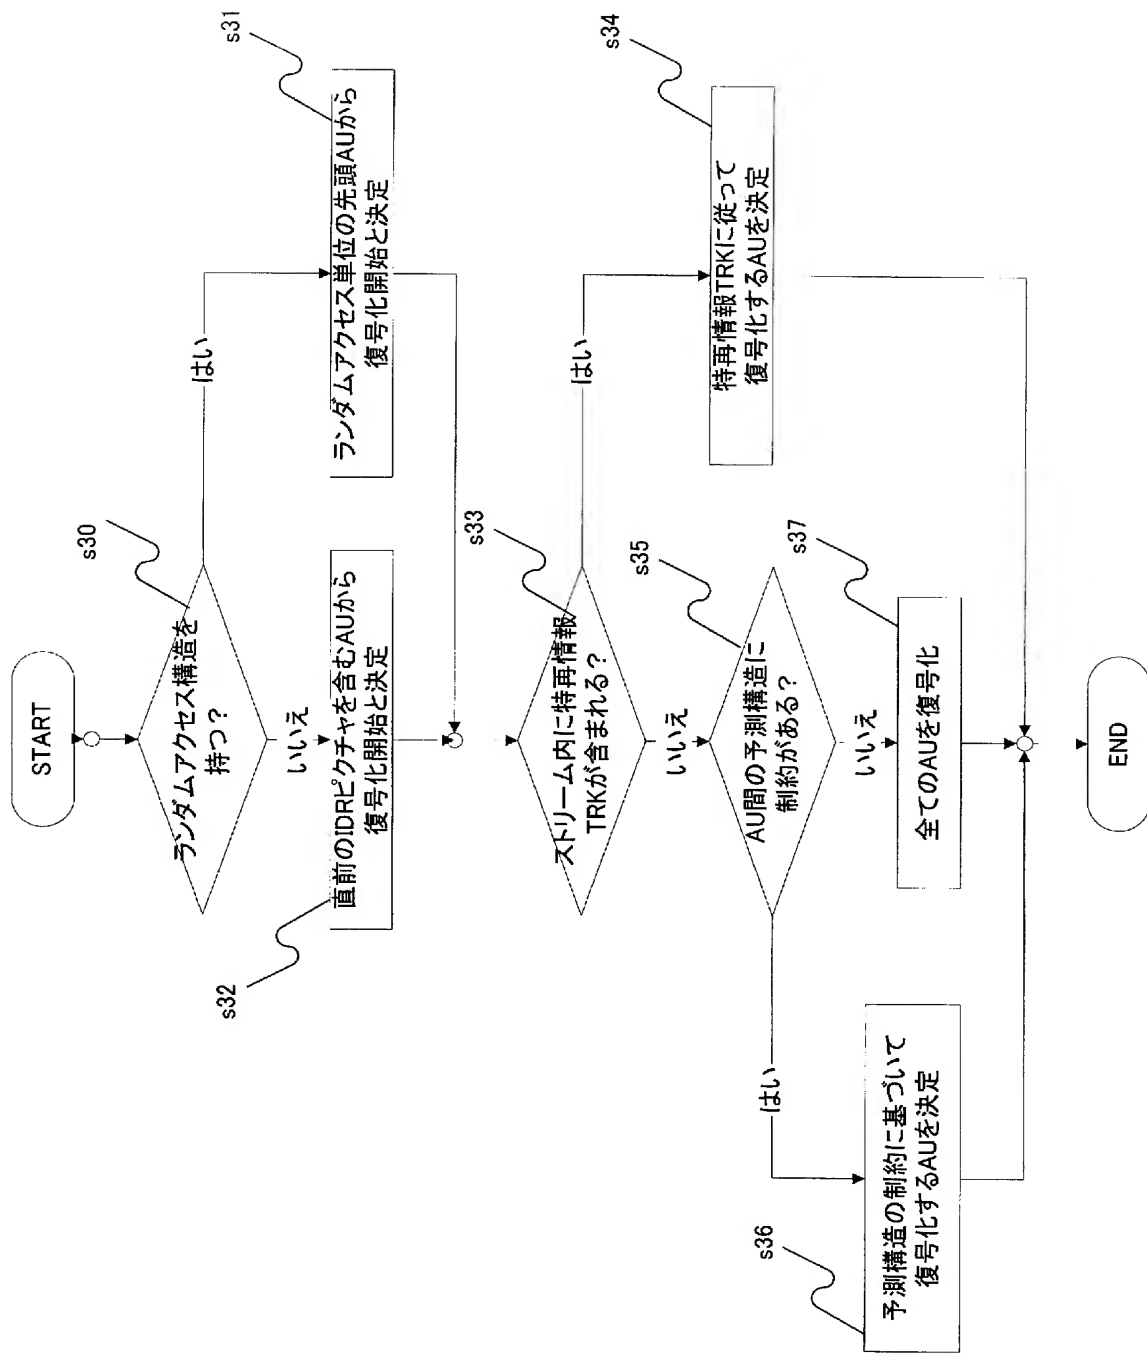 START
s30
ランダムアクセス構造を
持つ？
はい
いいえ
s31
ランダムアクセス単位の先頭AUから
復号化開始と決定
s32
直前のIDRピクチャを含むAUから
復号化開始と決定
s33
ストリーム内に特再情報
TRKが含まれる？
はい
いいえ
s34
特再情報TRKに従って
復号化するAUを決定
s35
AU間の予測構造に
制約がある？
はい
いいえ
s36
予測構造の制約に基づいて
復号化するAUを決定
s37
全てのAUを復号化
END